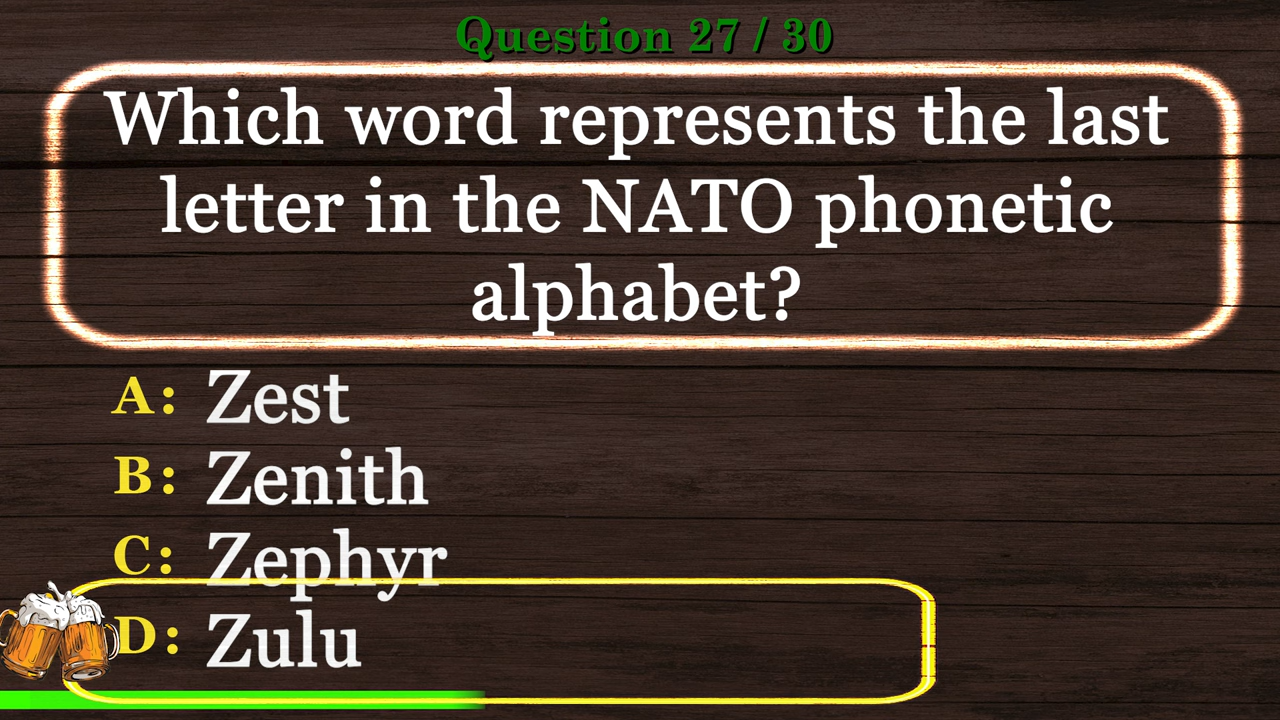 Question 27 / 30
Which word represents the last
letter in the NATO phonetic
alphabet?
A: Zest
B: Zenith
C: Zephyr
D: Zulu